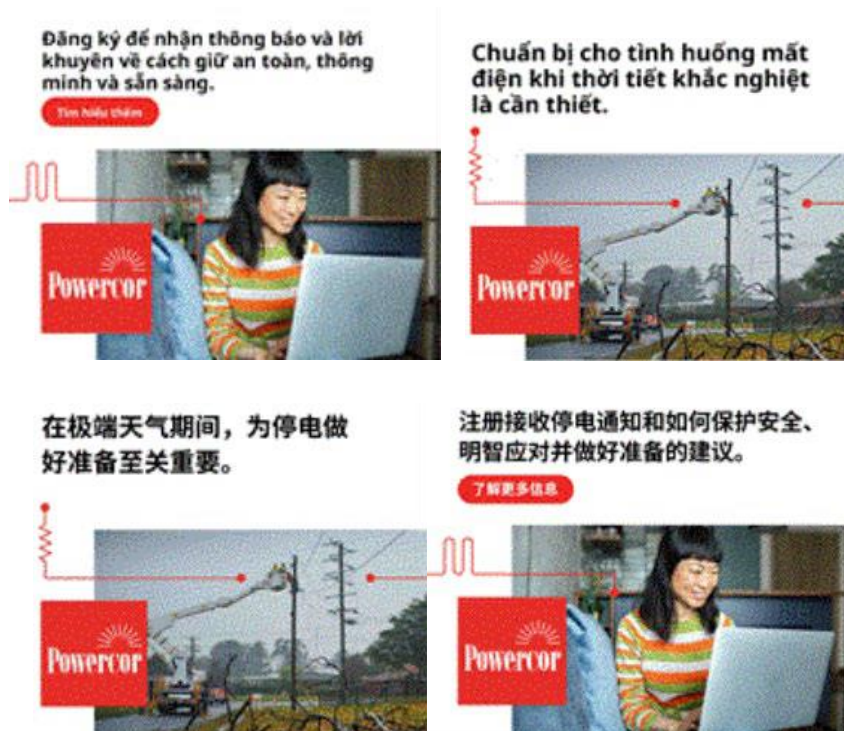 Đăng ký để nhận thông báo và lời
khuyên về cách giữ an toàn, thông
minh và sẵn sàng.
Tìm hiểu thêm
Powercor
Chuẩn bị cho tình huống mất
điện khi thời tiết khắc nghiệt
là cần thiết.
Powercor
在极端天气期间，为停电做
好准备至关重要。
Powercor
注册接收停电通知和如何保护安全、
明智应对并做好准备的建议。
了解更多信息
Powercor